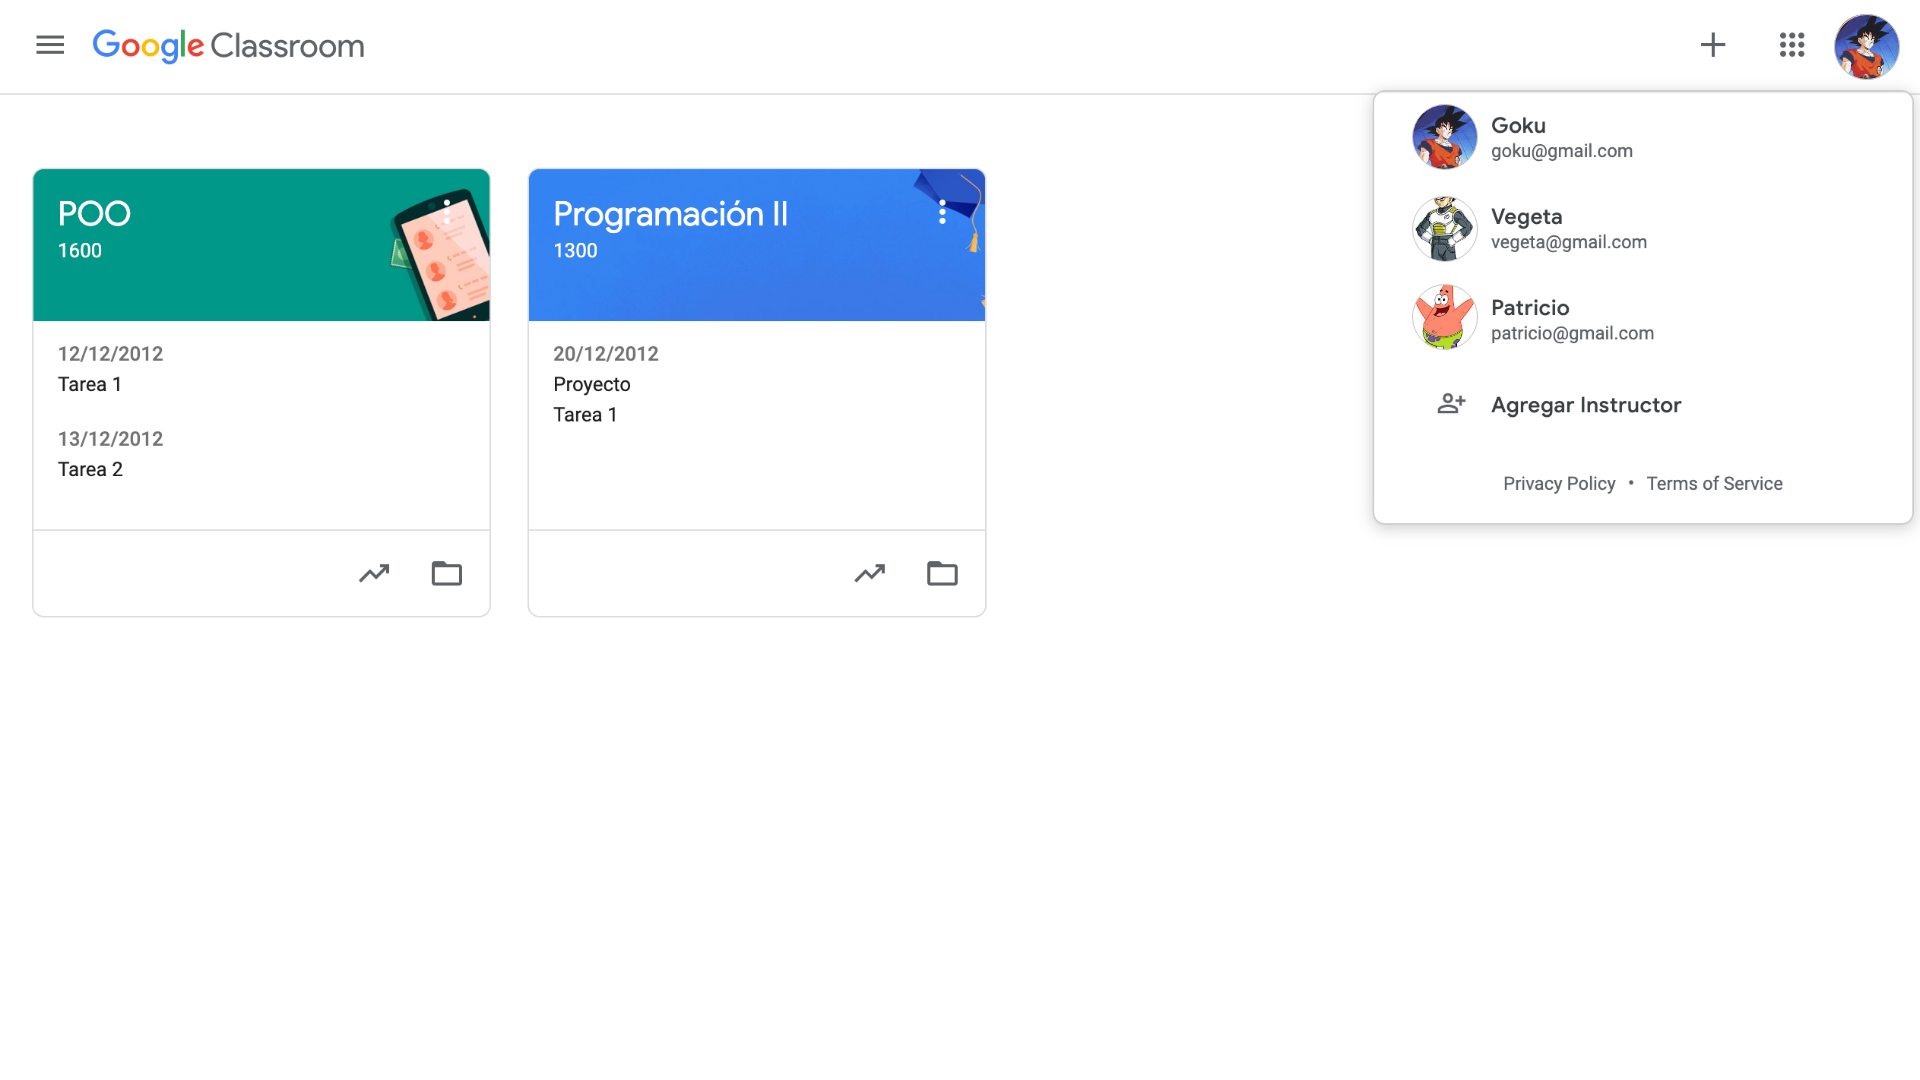 Google Classroom
POO
1600
12/12/2012
Tarea 1
13/12/2012
Tarea 2
Programación II
1300
20/12/2012
Proyecto
Tarea 1
Goku
goku@gmail.com
Vegeta
vegeta@gmail.com
Patricio
patricio@gmail.com
Agregar Instructor
Privacy Policy • Terms of Service